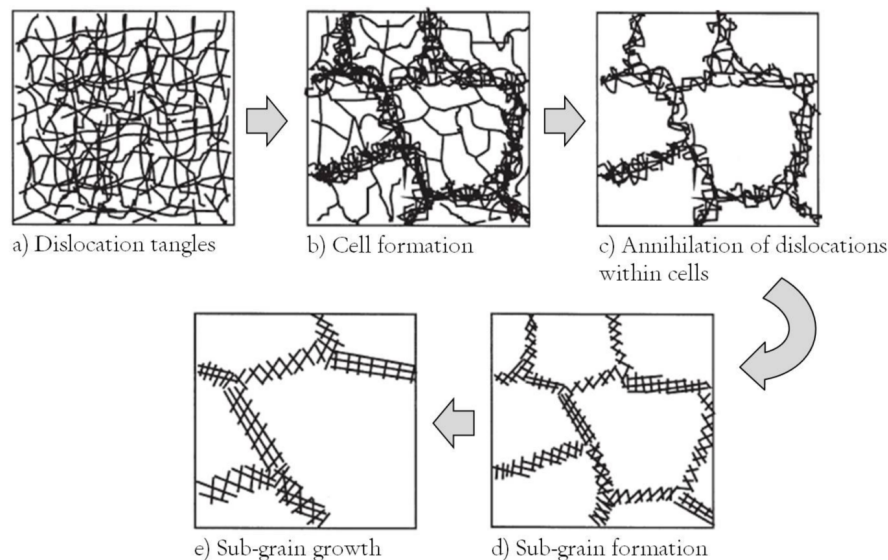 a) Dislocation tangles
b) Cell formation
c) Annihilation of dislocations
within cells
e) Sub-grain growth
d) Sub-grain formation